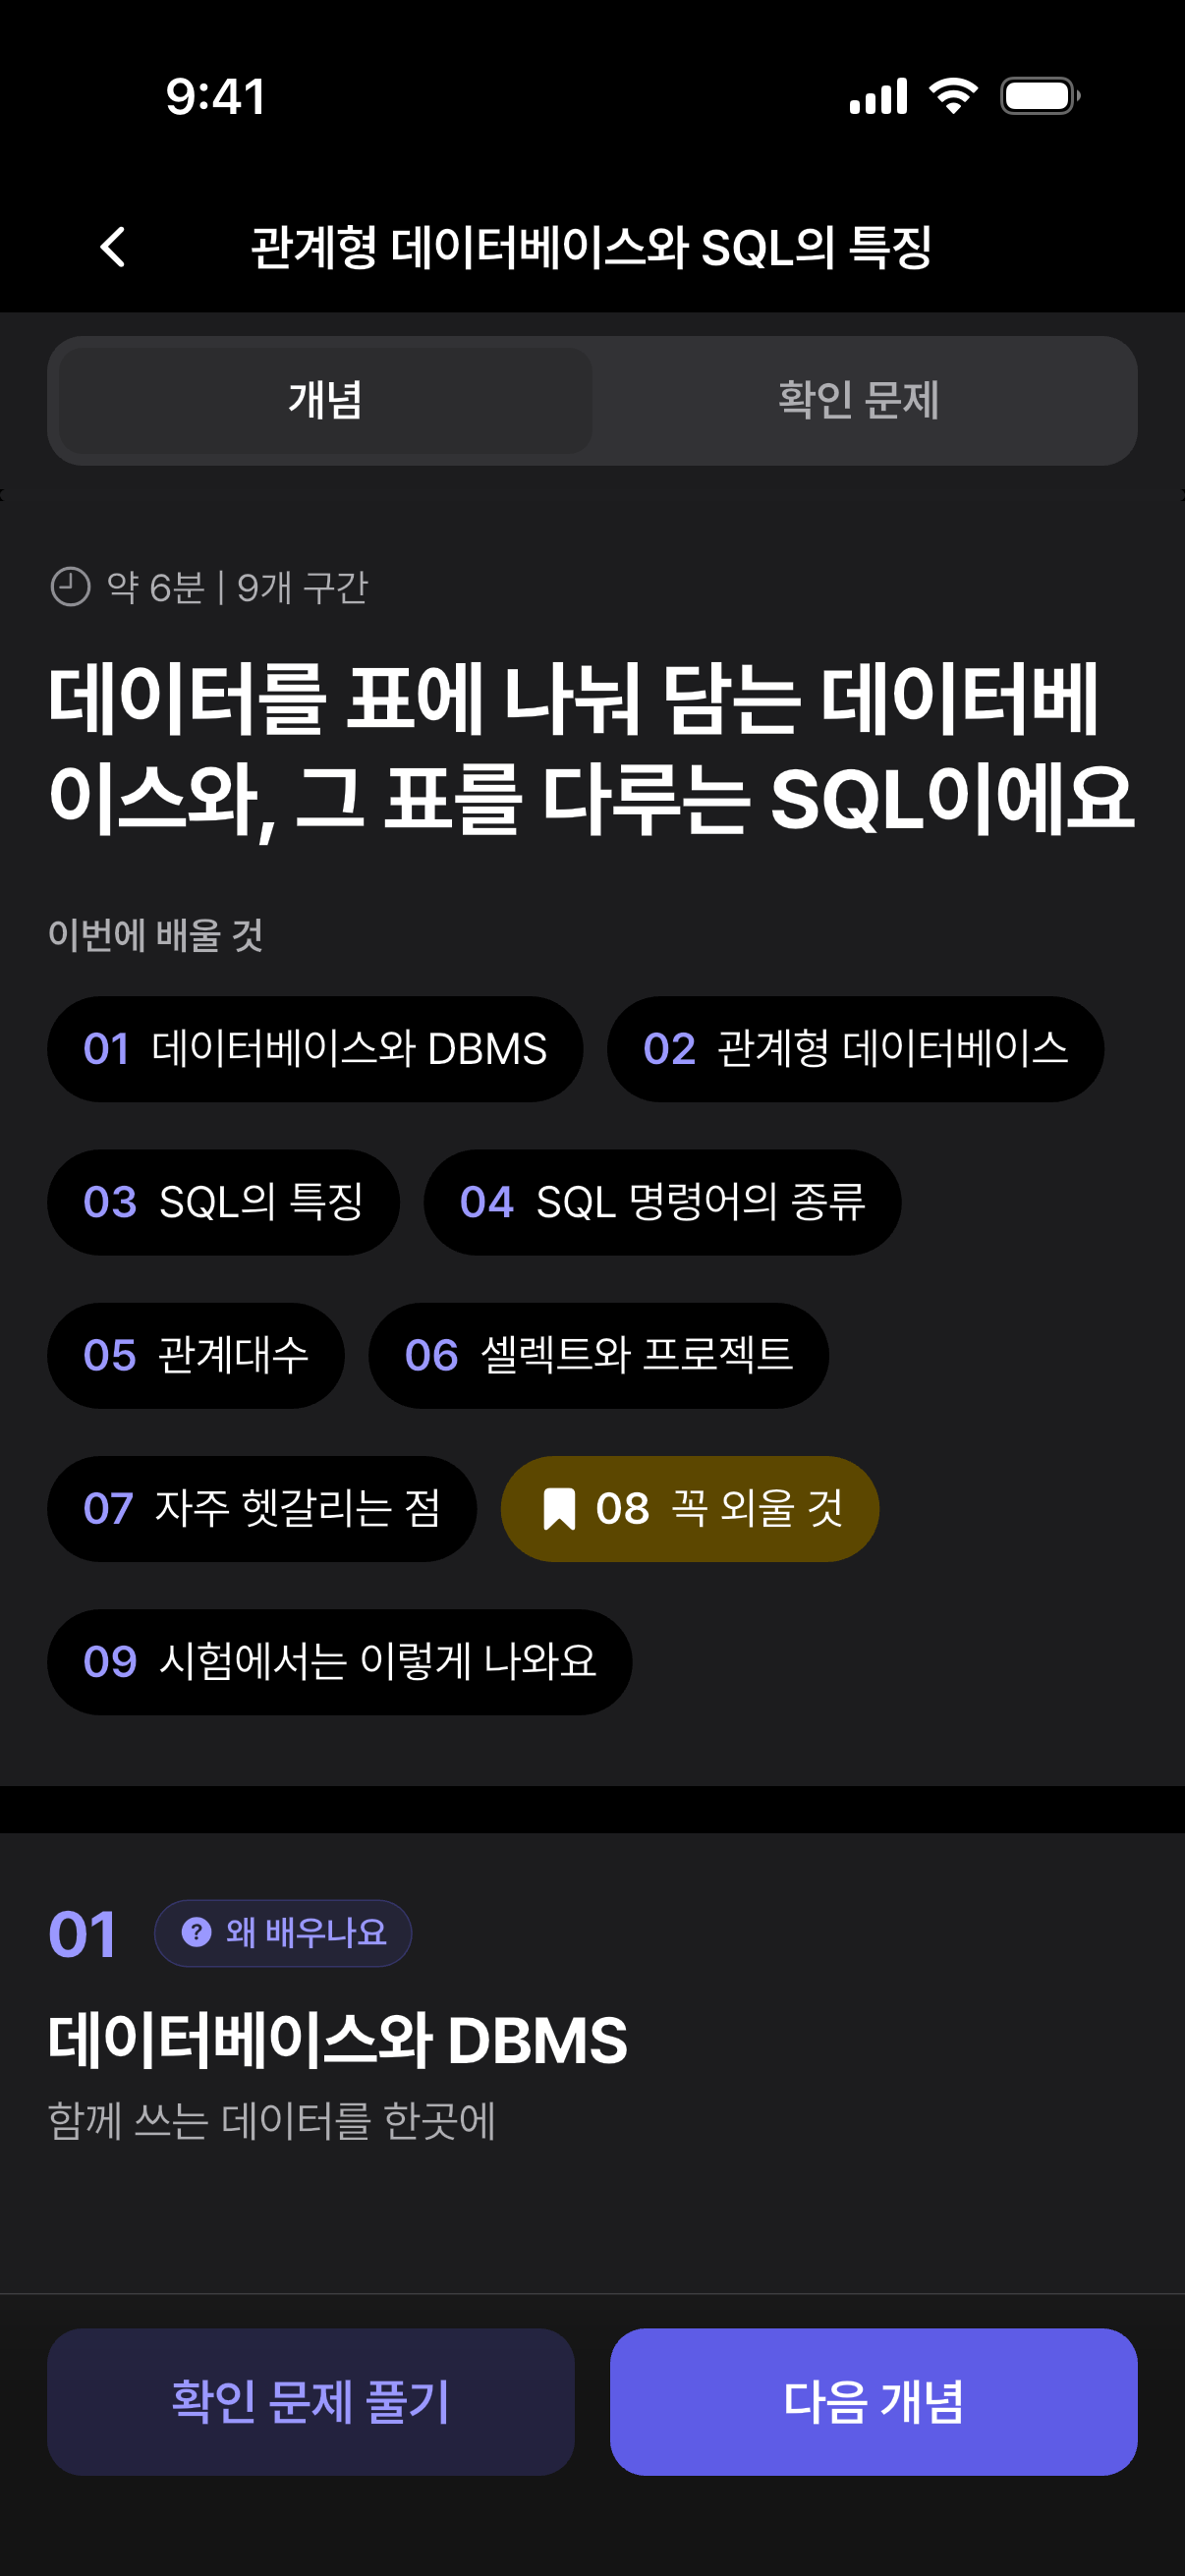 9:41
관계형 데이터베이스와 SQL의 특징
개념
확인 문제
약 6분 | 9개 구간
데이터를 표에 나눠 담는 데이터베
이스와, 그 표를 다루는 SQL이에요
이번에 배울 것
01 데이터베이스와 DBMS
02 관계형 데이터베이스
03 SQL의 특징
04 SQL 명령어의 종류
05 관계대수
06 셀렉트와 프로젝트
07 자주 헷갈리는 점
08 꼭 외울 것
09 시험에서는 이렇게 나와요
01
? 왜 배우나요
데이터베이스와 DBMS
함께 쓰는 데이터를 한곳에
확인 문제 풀기
다음 개념